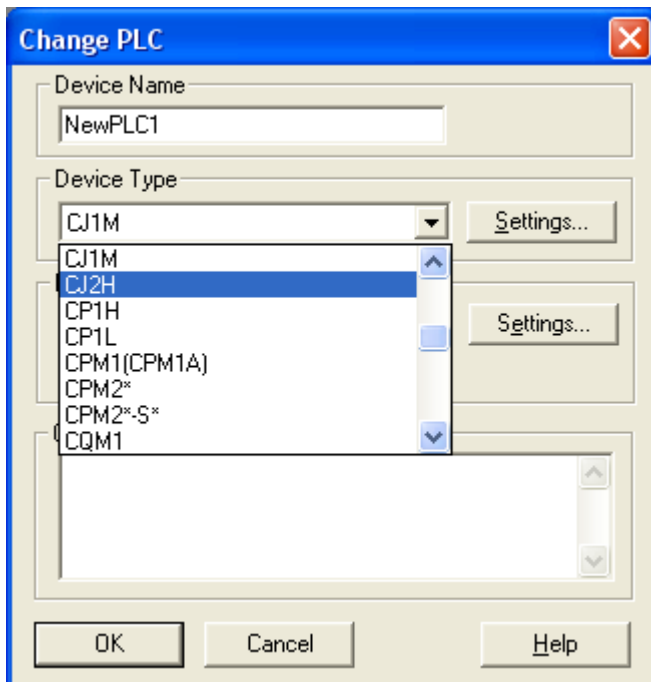 Change PLC
Device Name
NewPLC1
Device Type
CJ1M
Settings...
CJ1M
CJ2H
CP1H
CP1L
Settings...
CPM1(CPM1A)
CPM2*
CPM2*-S*
CQM1
OK
Cancel
Help